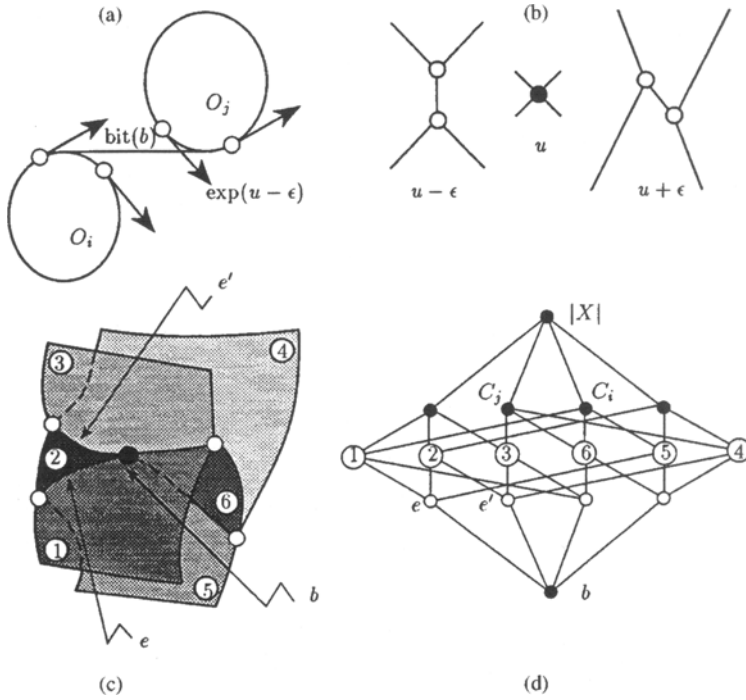 (a)
O_j
bit(b)
exp(u − ϵ)
O_i
(b)
u − ϵ
u
u + ϵ
e′
3
4
2
6
1
5
b
e
(c)
|X|
C_j C_i
1 2 3 6 5 4
e e′
b
(d)